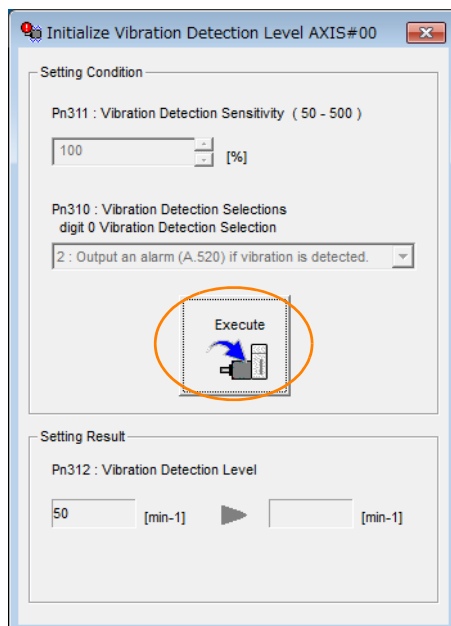 Initialize Vibration Detection Level AXIS#00
Setting Condition
Pn311 : Vibration Detection Sensitivity ( 50 - 500 )
100
[%]
Pn310 : Vibration Detection Selections
digit 0 Vibration Detection Selection
2 : Output an alarm (A.520) if vibration is detected.
Execute
Setting Result
Pn312 : Vibration Detection Level
50 [min-1] [min-1]